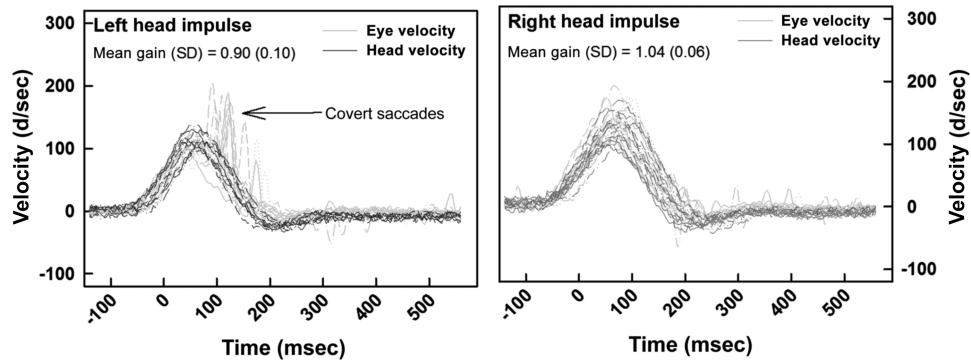 Left head impulse
Mean gain (SD) = 0.90 (0.10)
Eye velocity
Head velocity
Covert saccades
300
200
100
0
-100
Velocity (d/sec)
-100 0 100 200 300 400 500
Time (msec)
Right head impulse
Mean gain (SD) = 1.04 (0.06)
Eye velocity
Head velocity
300
200
100
0
-100
Velocity (d/sec)
-100 0 100 200 300 400 500
Time (msec)